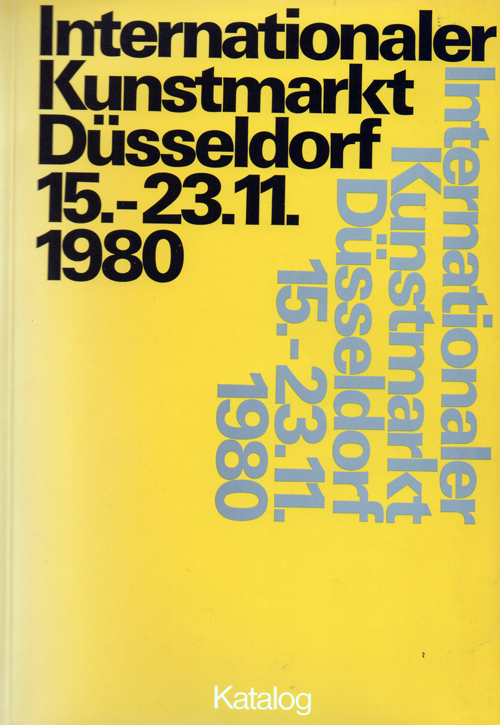 Internationaler
Kunstmarkt
Düsseldorf
15.-23.11.
1980
Internationaler
Kunstmarkt
Düsseldorf
15.-23.11.
1980
Katalog